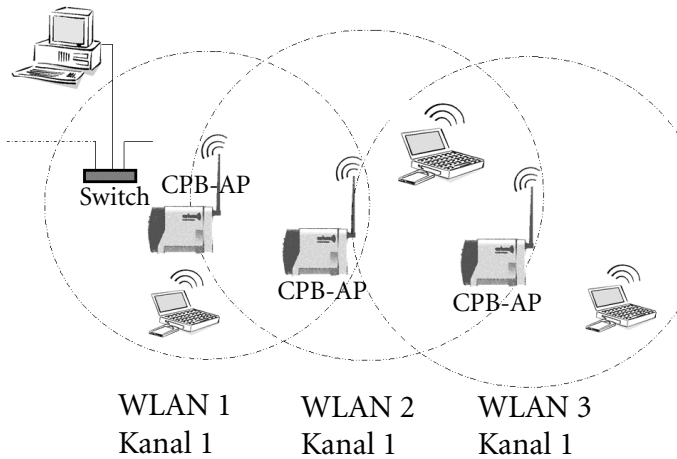 Switch
CPB-AP
CPB-AP
CPB-AP
WLAN 1
Kanal 1
WLAN 2
Kanal 1
WLAN 3
Kanal 1